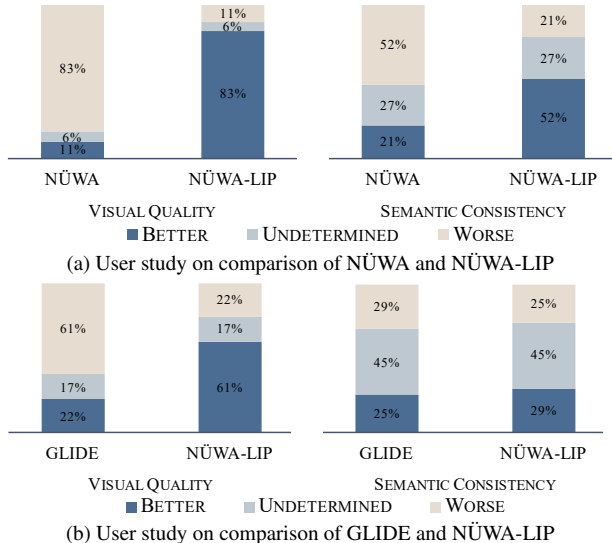 11% 21%
6%
52%
27%
83%
83%
27% 52%
6%
11% 21%
NÜWA NÜWA-LIP NÜWA NÜWA-LIP
VISUAL QUALITY SEMANTIC CONSISTENCY
BETTER UNDETERMINED WORSE
(a) User study on comparison of NÜWA and NÜWA-LIP
22% 29% 25%
61% 17%
45% 45%
17% 61%
22% 25% 29%
GLIDE NÜWA-LIP GLIDE NÜWA-LIP
VISUAL QUALITY SEMANTIC CONSISTENCY
BETTER UNDETERMINED WORSE
(b) User study on comparison of GLIDE and NÜWA-LIP